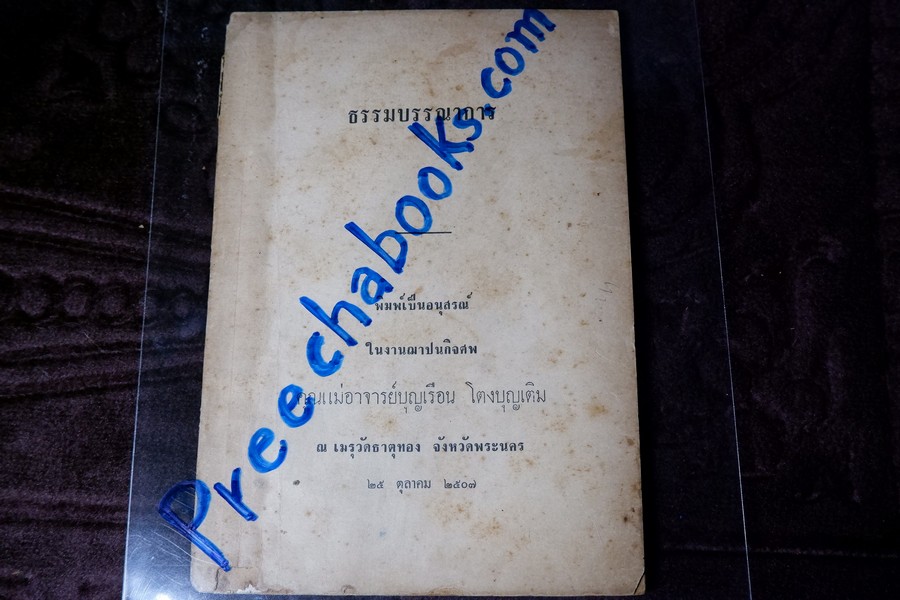 ธรรมบรรณาการ
พิมพ์เป็นอนุสรณ์
ในงานฌาปนกิจศพ
คุณแม่อาจารย์บุญเรือน โตงบุญเติม
ณ เมรุวัดธาตุทอง จังหวัดพระนคร
๒๕ ตุลาคม ๒๕๐๗
Preechabooks.com